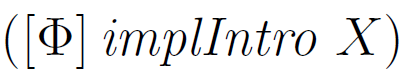 ([Φ] implIntro X)